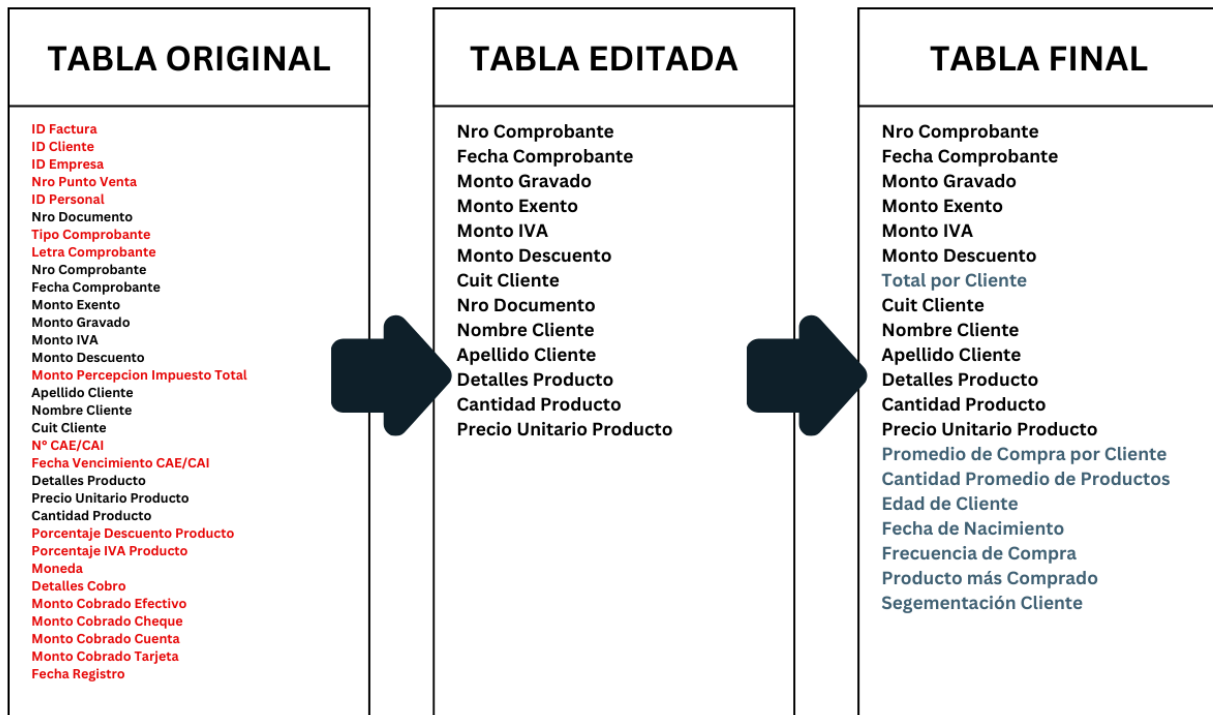 TABLA ORIGINAL
ID Factura
ID Cliente
ID Empresa
Nro Punto Venta
ID Personal
Nro Documento
Tipo Comprobante
Letra Comprobante
Nro Comprobante
Fecha Comprobante
Monto Exento
Monto Gravado
Monto IVA
Monto Descuento
Monto Percepcion Impuesto Total
Apellido Cliente
Nombre Cliente
Cuit Cliente
N° CAE/CAI
Fecha Vencimiento CAE/CAI
Detalles Producto
Precio Unitario Producto
Cantidad Producto
Porcentaje Descuento Producto
Porcentaje IVA Producto
Moneda
Detalles Cobro
Monto Cobrado Efectivo
Monto Cobrado Cheque
Monto Cobrado Cuenta
Monto Cobrado Tarjeta
Fecha Registro
TABLA EDITADA
Nro Comprobante
Fecha Comprobante
Monto Gravado
Monto Exento
Monto IVA
Monto Descuento
Cuit Cliente
Nro Documento
Nombre Cliente
Apellido Cliente
Detalles Producto
Cantidad Producto
Precio Unitario Producto
TABLA FINAL
Nro Comprobante
Fecha Comprobante
Monto Gravado
Monto Exento
Monto IVA
Monto Descuento
Total por Cliente
Cuit Cliente
Nombre Cliente
Apellido Cliente
Detalles Producto
Cantidad Producto
Precio Unitario Producto
Promedio de Compra por Cliente
Cantidad Promedio de Productos
Edad de Cliente
Fecha de Nacimiento
Frecuencia de Compra
Producto más Comprado
Segementación Cliente